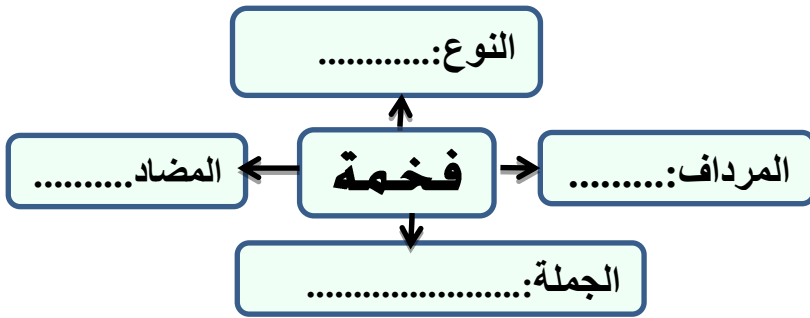 النوع:............
المرداف:.........
فخمة
المضاد..........
الجملة:......................